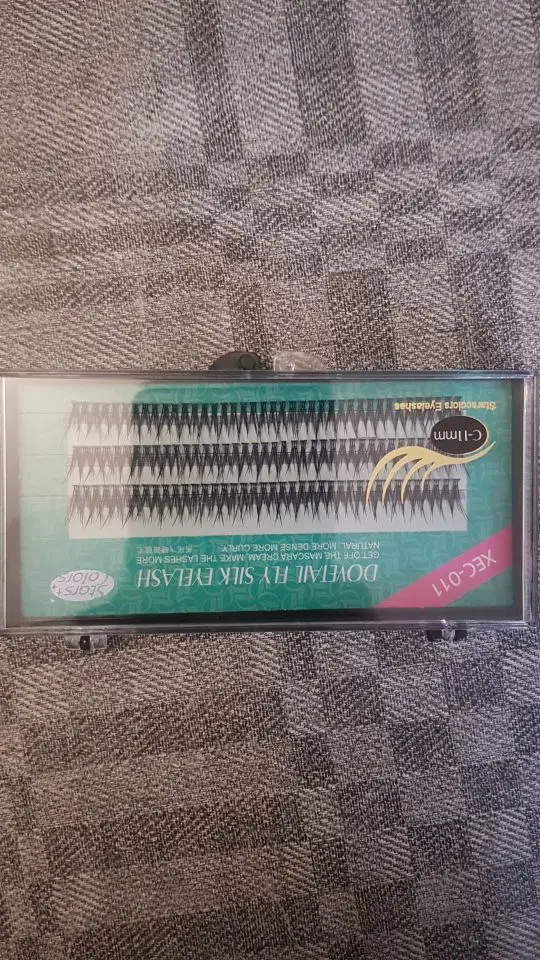 XEC-011
DOVETAIL FLY SILK EYELASH
GET OFF THE MASCARA CREAM, MAKE THE LASHES MORE
NATURAL, MORE DENSE MORE CURLY
Stars+
Colors
C-11mm
Starscolors Eyelashes